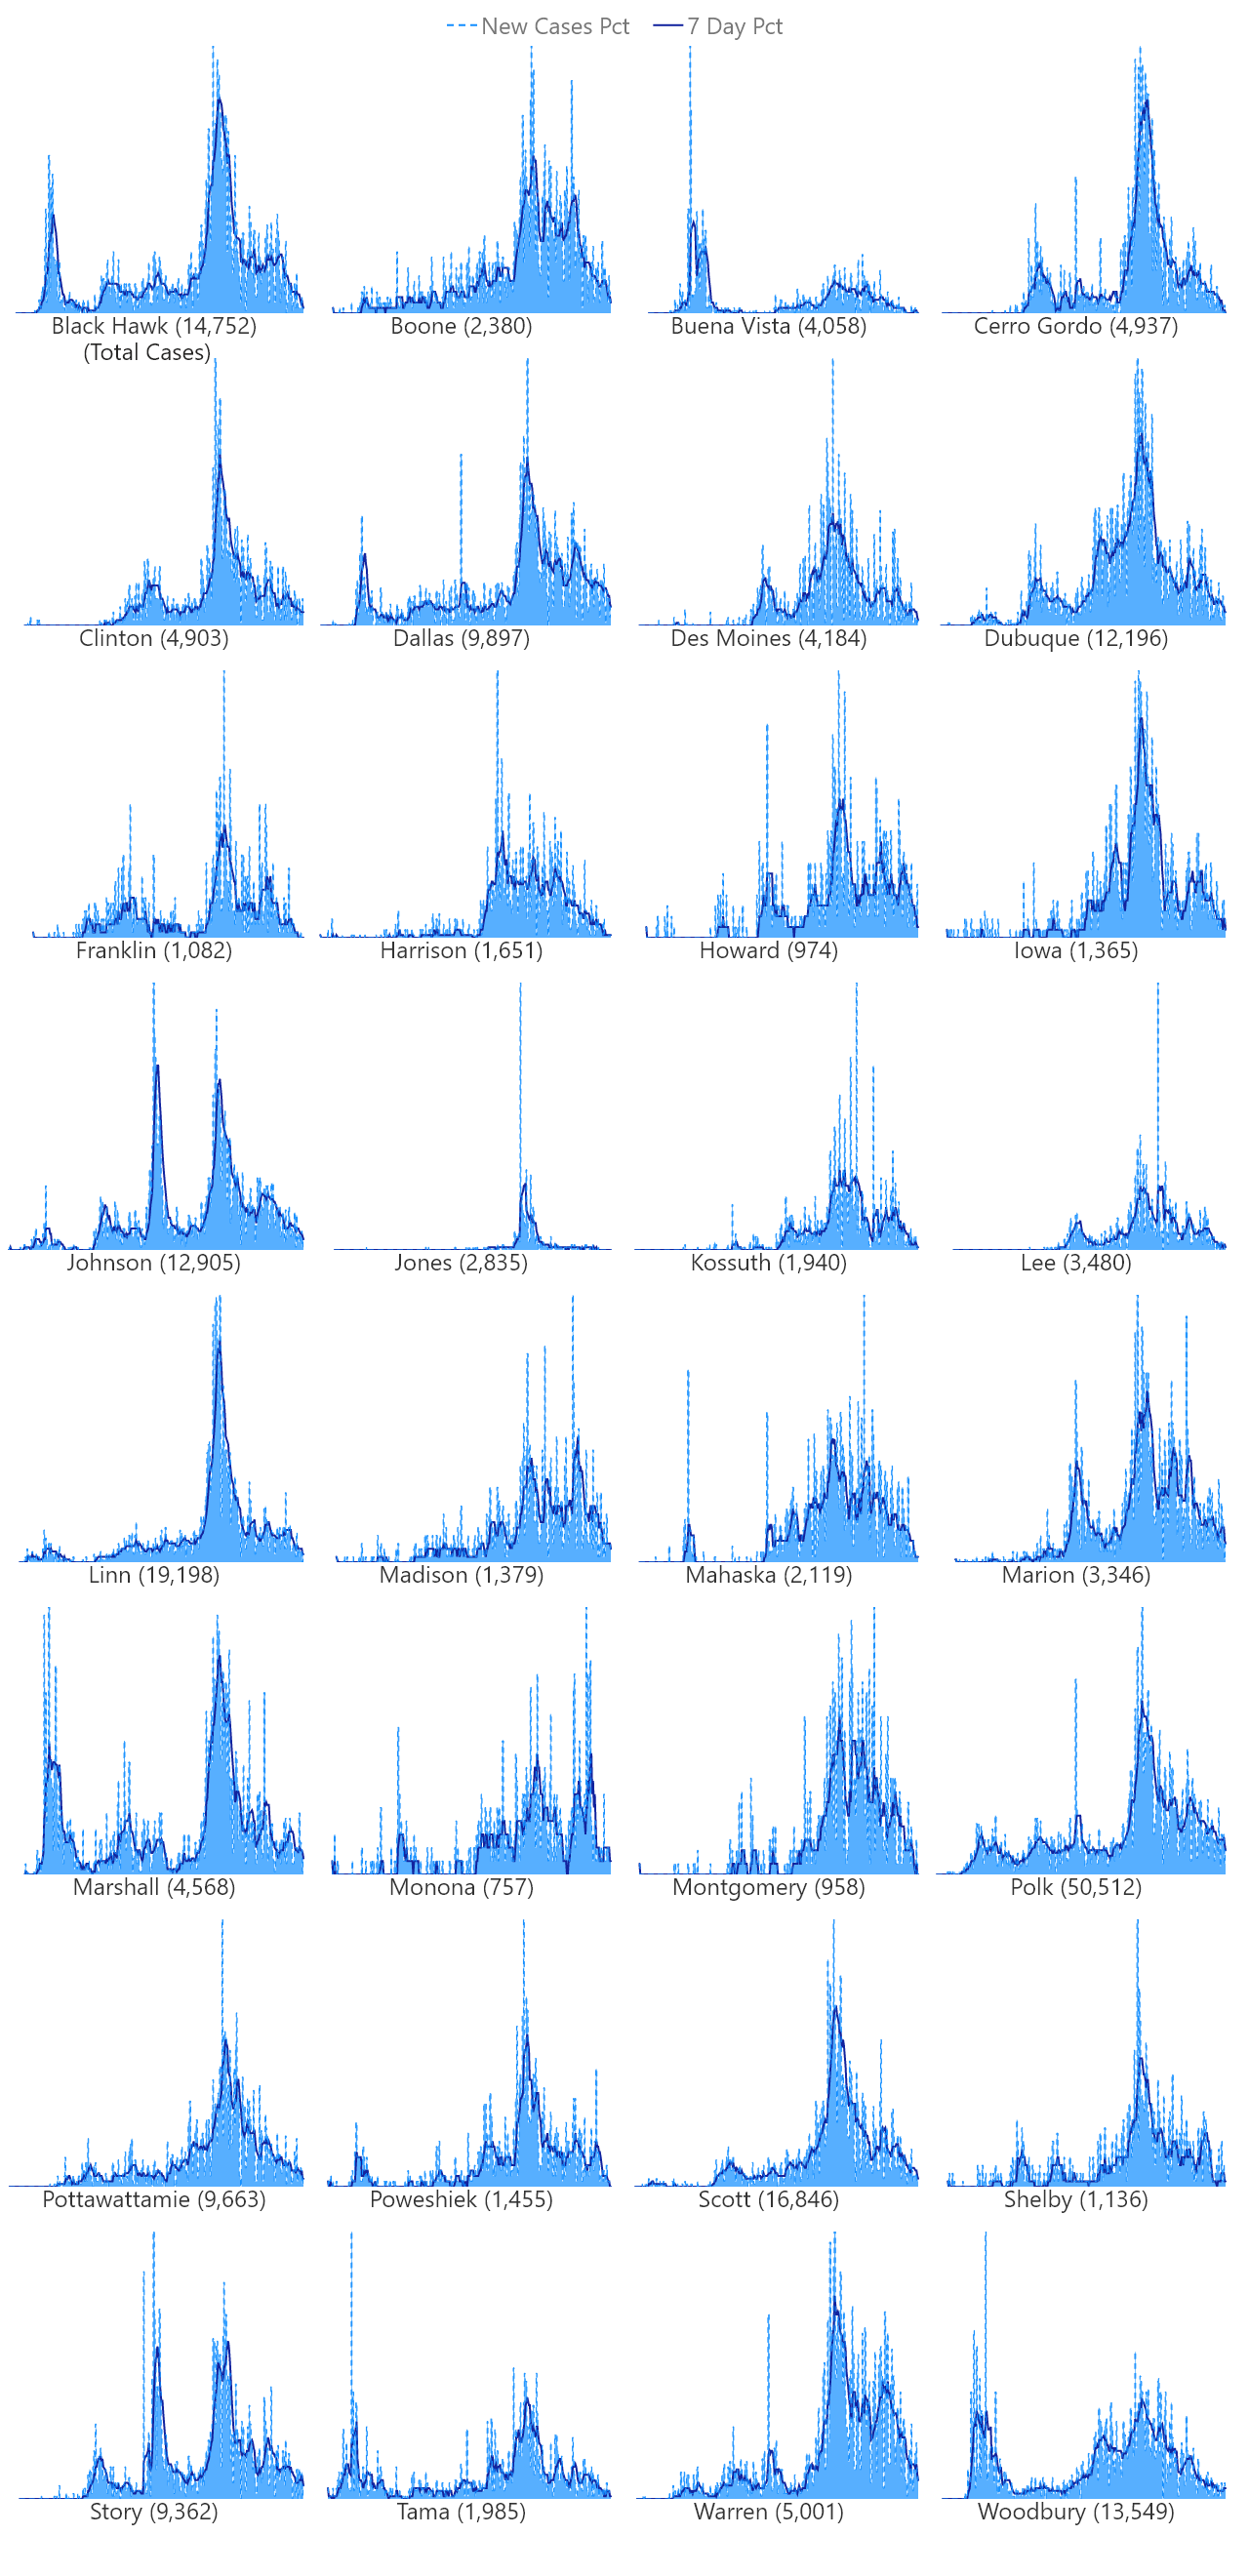 New Cases Pct 7 Day Pct
Black Hawk (14,752) Boone (2,380) Buena Vista (4,058) Cerro Gordo (4,937)
(Total Cases)
Clinton (4,903) Dallas (9,897) Des Moines (4,184) Dubuque (12,196)
Franklin (1,082) Harrison (1,651) Howard (974) Iowa (1,365)
Johnson (12,905) Jones (2,835) Kossuth (1,940) Lee (3,480)
Linn (19,198) Madison (1,379) Mahaska (2,119) Marion (3,346)
Marshall (4,568) Monona (757) Montgomery (958) Polk (50,512)
Pottawattamie (9,663) Poweshiek (1,455) Scott (16,846) Shelby (1,136)
Story (9,362) Tama (1,985) Warren (5,001) Woodbury (13,549)